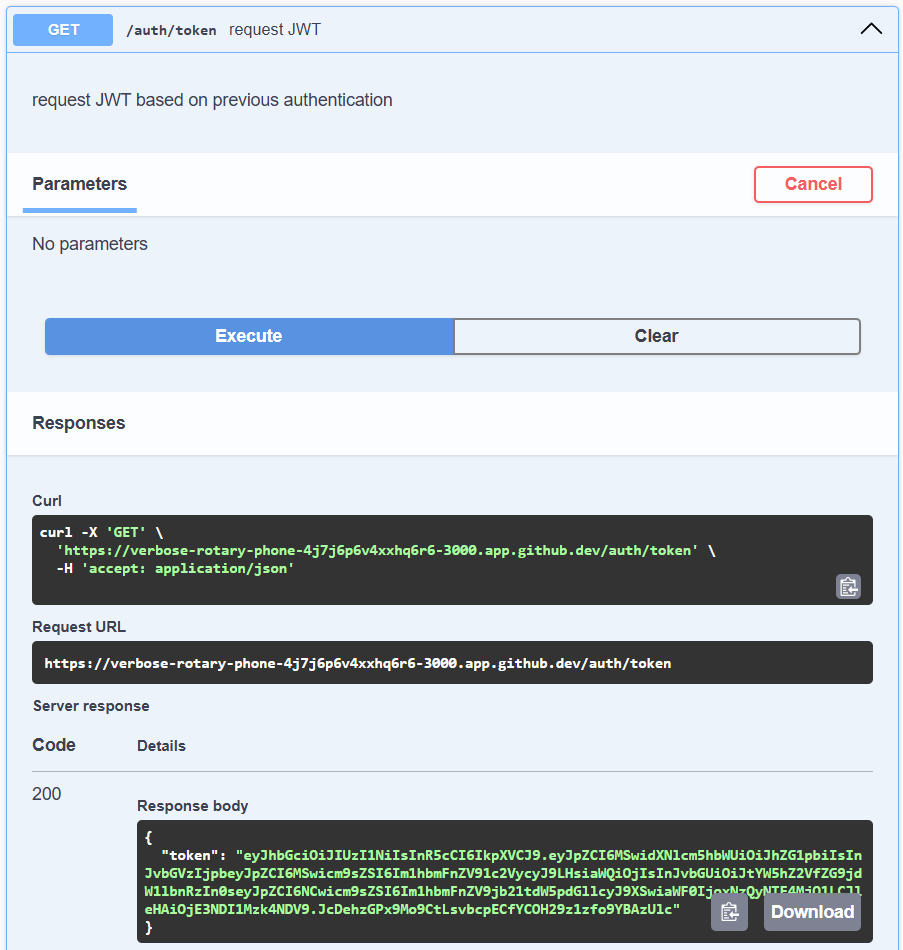 GET /auth/token request JWT
request JWT based on previous authentication
Parameters
Cancel
No parameters
Execute
Clear
Responses
Curl
curl -X 'GET' \
'https://verbose-rotary-phone-4j7j6p6v4xxhq6r6-3000.app.github.dev/auth/token' \
-H 'accept: application/json'
Request URL
https://verbose-rotary-phone-4j7j6p6v4xxhq6r6-3000.app.github.dev/auth/token
Server response
Code Details
200
Response body
{
"token":
}
Download